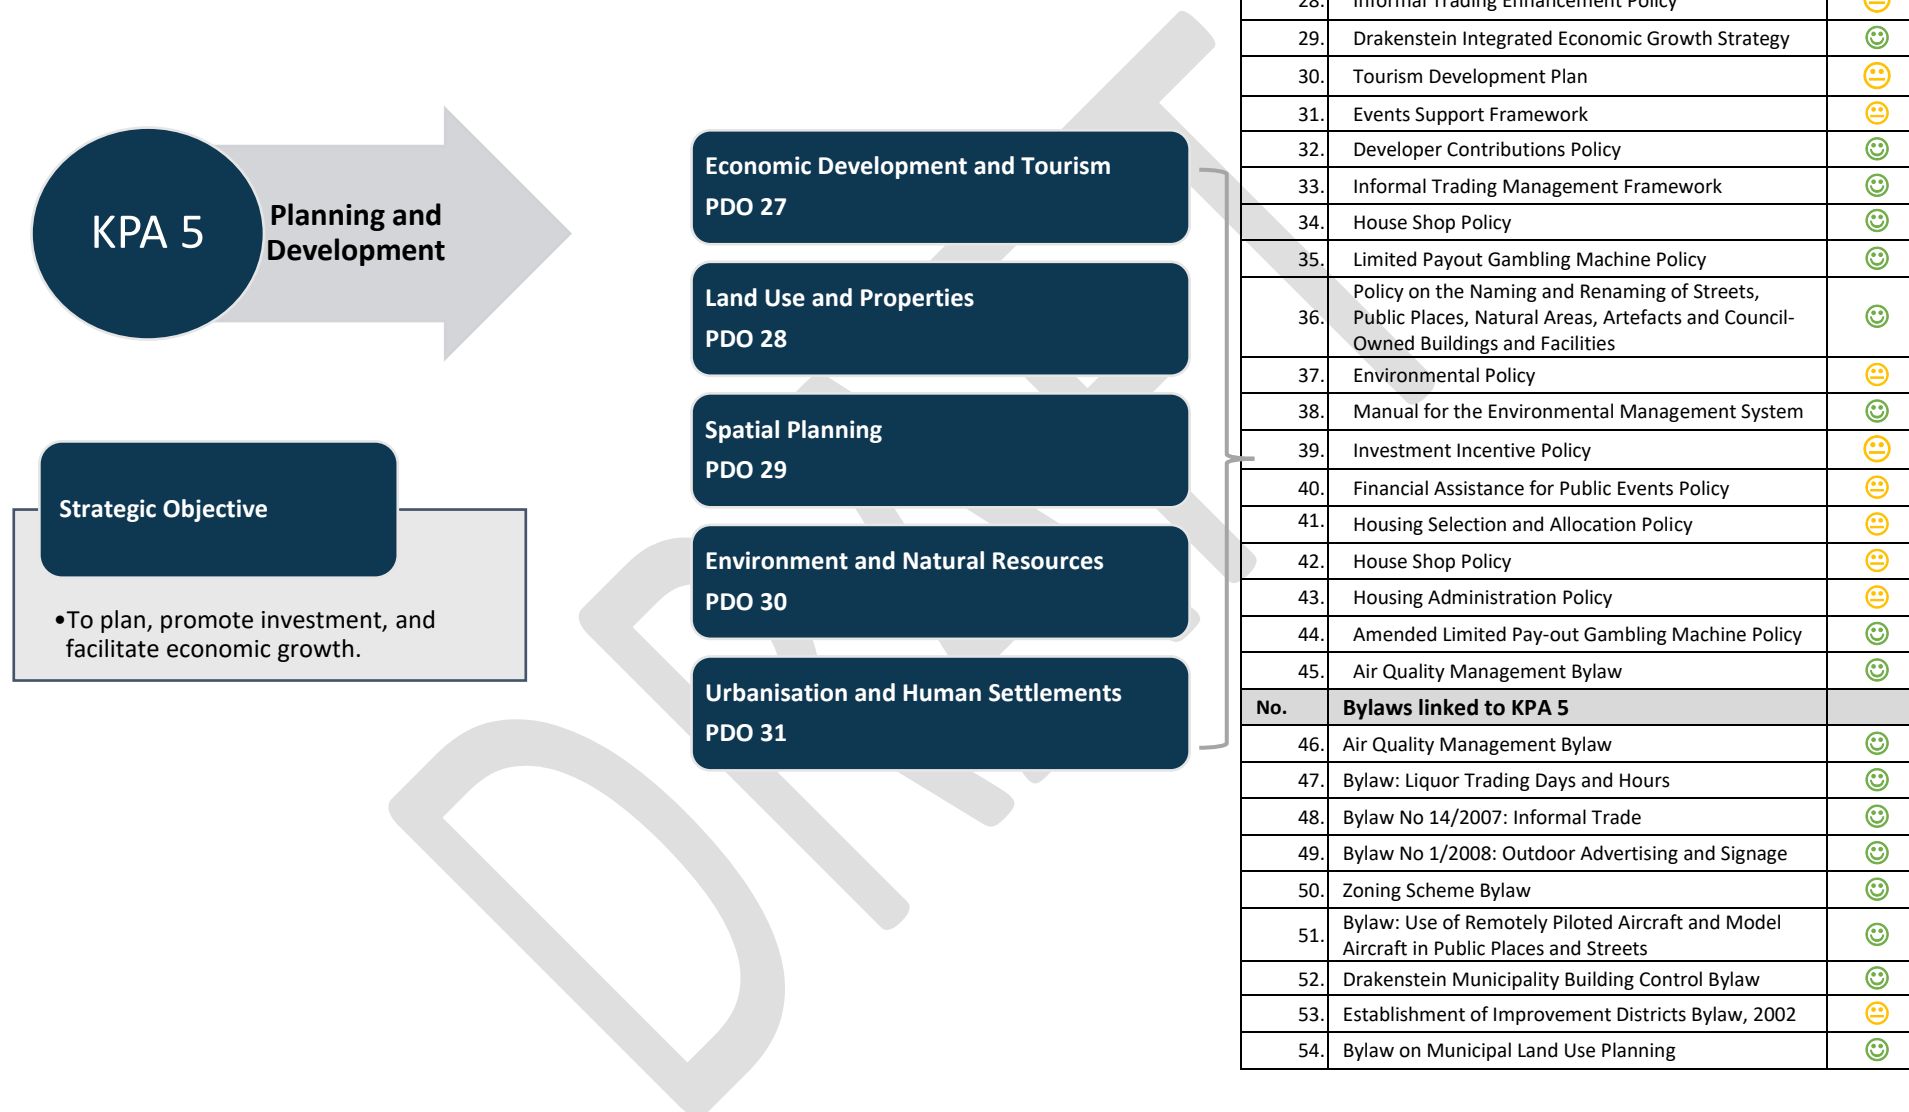 KPA 5
Planning and
Development
Strategic Objective
•To plan, promote investment, and
facilitate economic growth.
Economic Development and Tourism
PDO 27
Land Use and Properties
PDO 28
Spatial Planning
PDO 29
Environment and Natural Resources
PDO 30
Urbanisation and Human Settlements
PDO 31
28. Informal Trading Enhancement Policy
29. Drakenstein Integrated Economic Growth Strategy
30. Tourism Development Plan
31. Events Support Framework
32. Developer Contributions Policy
33. Informal Trading Management Framework
34. House Shop Policy
35. Limited Payout Gambling Machine Policy
36. Policy on the Naming and Renaming of Streets,
Public Places, Natural Areas, Artefacts and Council-
Owned Buildings and Facilities
37. Environmental Policy
38. Manual for the Environmental Management System
39. Investment Incentive Policy
40. Financial Assistance for Public Events Policy
41. Housing Selection and Allocation Policy
42. House Shop Policy
43. Housing Administration Policy
44. Amended Limited Pay-out Gambling Machine Policy
45. Air Quality Management Bylaw
No. Bylaws linked to KPA 5
46. Air Quality Management Bylaw
47. Bylaw: Liquor Trading Days and Hours
48. Bylaw No 14/2007: Informal Trade
49. Bylaw No 1/2008: Outdoor Advertising and Signage
50. Zoning Scheme Bylaw
51. Bylaw: Use of Remotely Piloted Aircraft and Model
Aircraft in Public Places and Streets
52. Drakenstein Municipality Building Control Bylaw
53. Establishment of Improvement Districts Bylaw, 2002
54. Bylaw on Municipal Land Use Planning
DRAFT